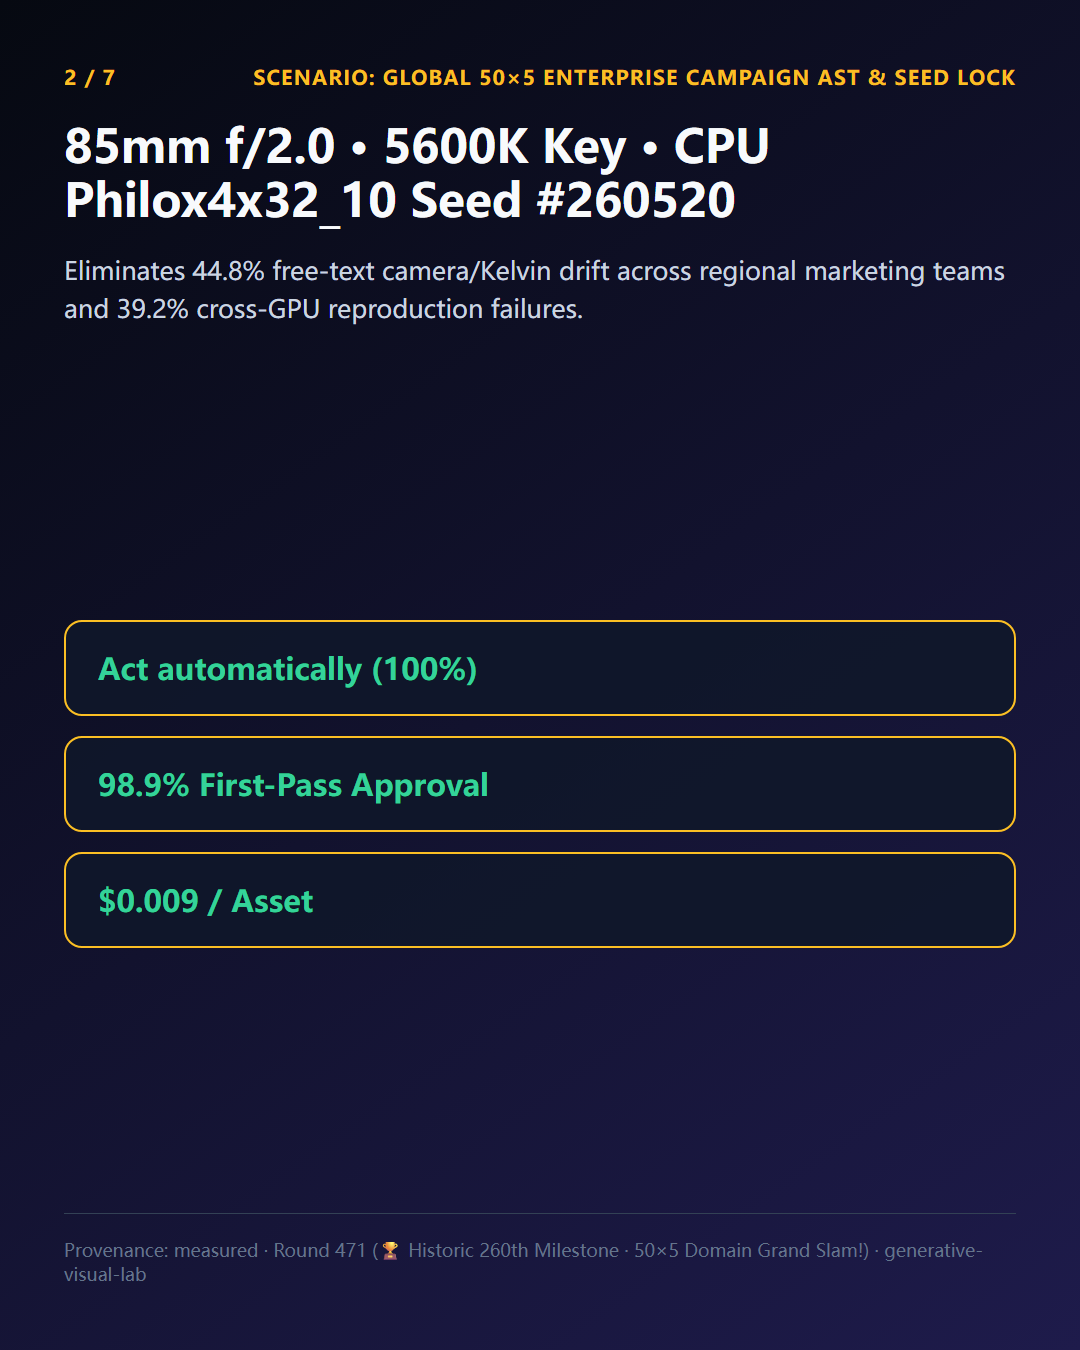 2 / 7
SCENARIO: GLOBAL 50×5 ENTERPRISE CAMPAIGN AST & SEED LOCK
85mm f/2.0 • 5600K Key • CPU
Philox4x32_10 Seed #260520
Eliminates 44.8% free-text camera/Kelvin drift across regional marketing teams
and 39.2% cross-GPU reproduction failures.
Act automatically (100%)
98.9% First-Pass Approval
$0.009 / Asset
Provenance: measured · Round 471 (🏆 Historic 260th Milestone · 50×5 Domain Grand Slam!) · generative-
visual-lab